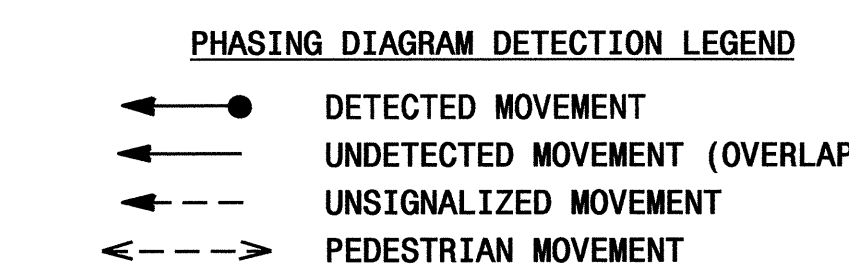 PHASING DIAGRAM DETECTION LEGEND
DETECTED MOVEMENT
UNDETECTED MOVEMENT (OVERLAP
UNSIGNALIZED MOVEMENT
PEDESTRIAN MOVEMENT